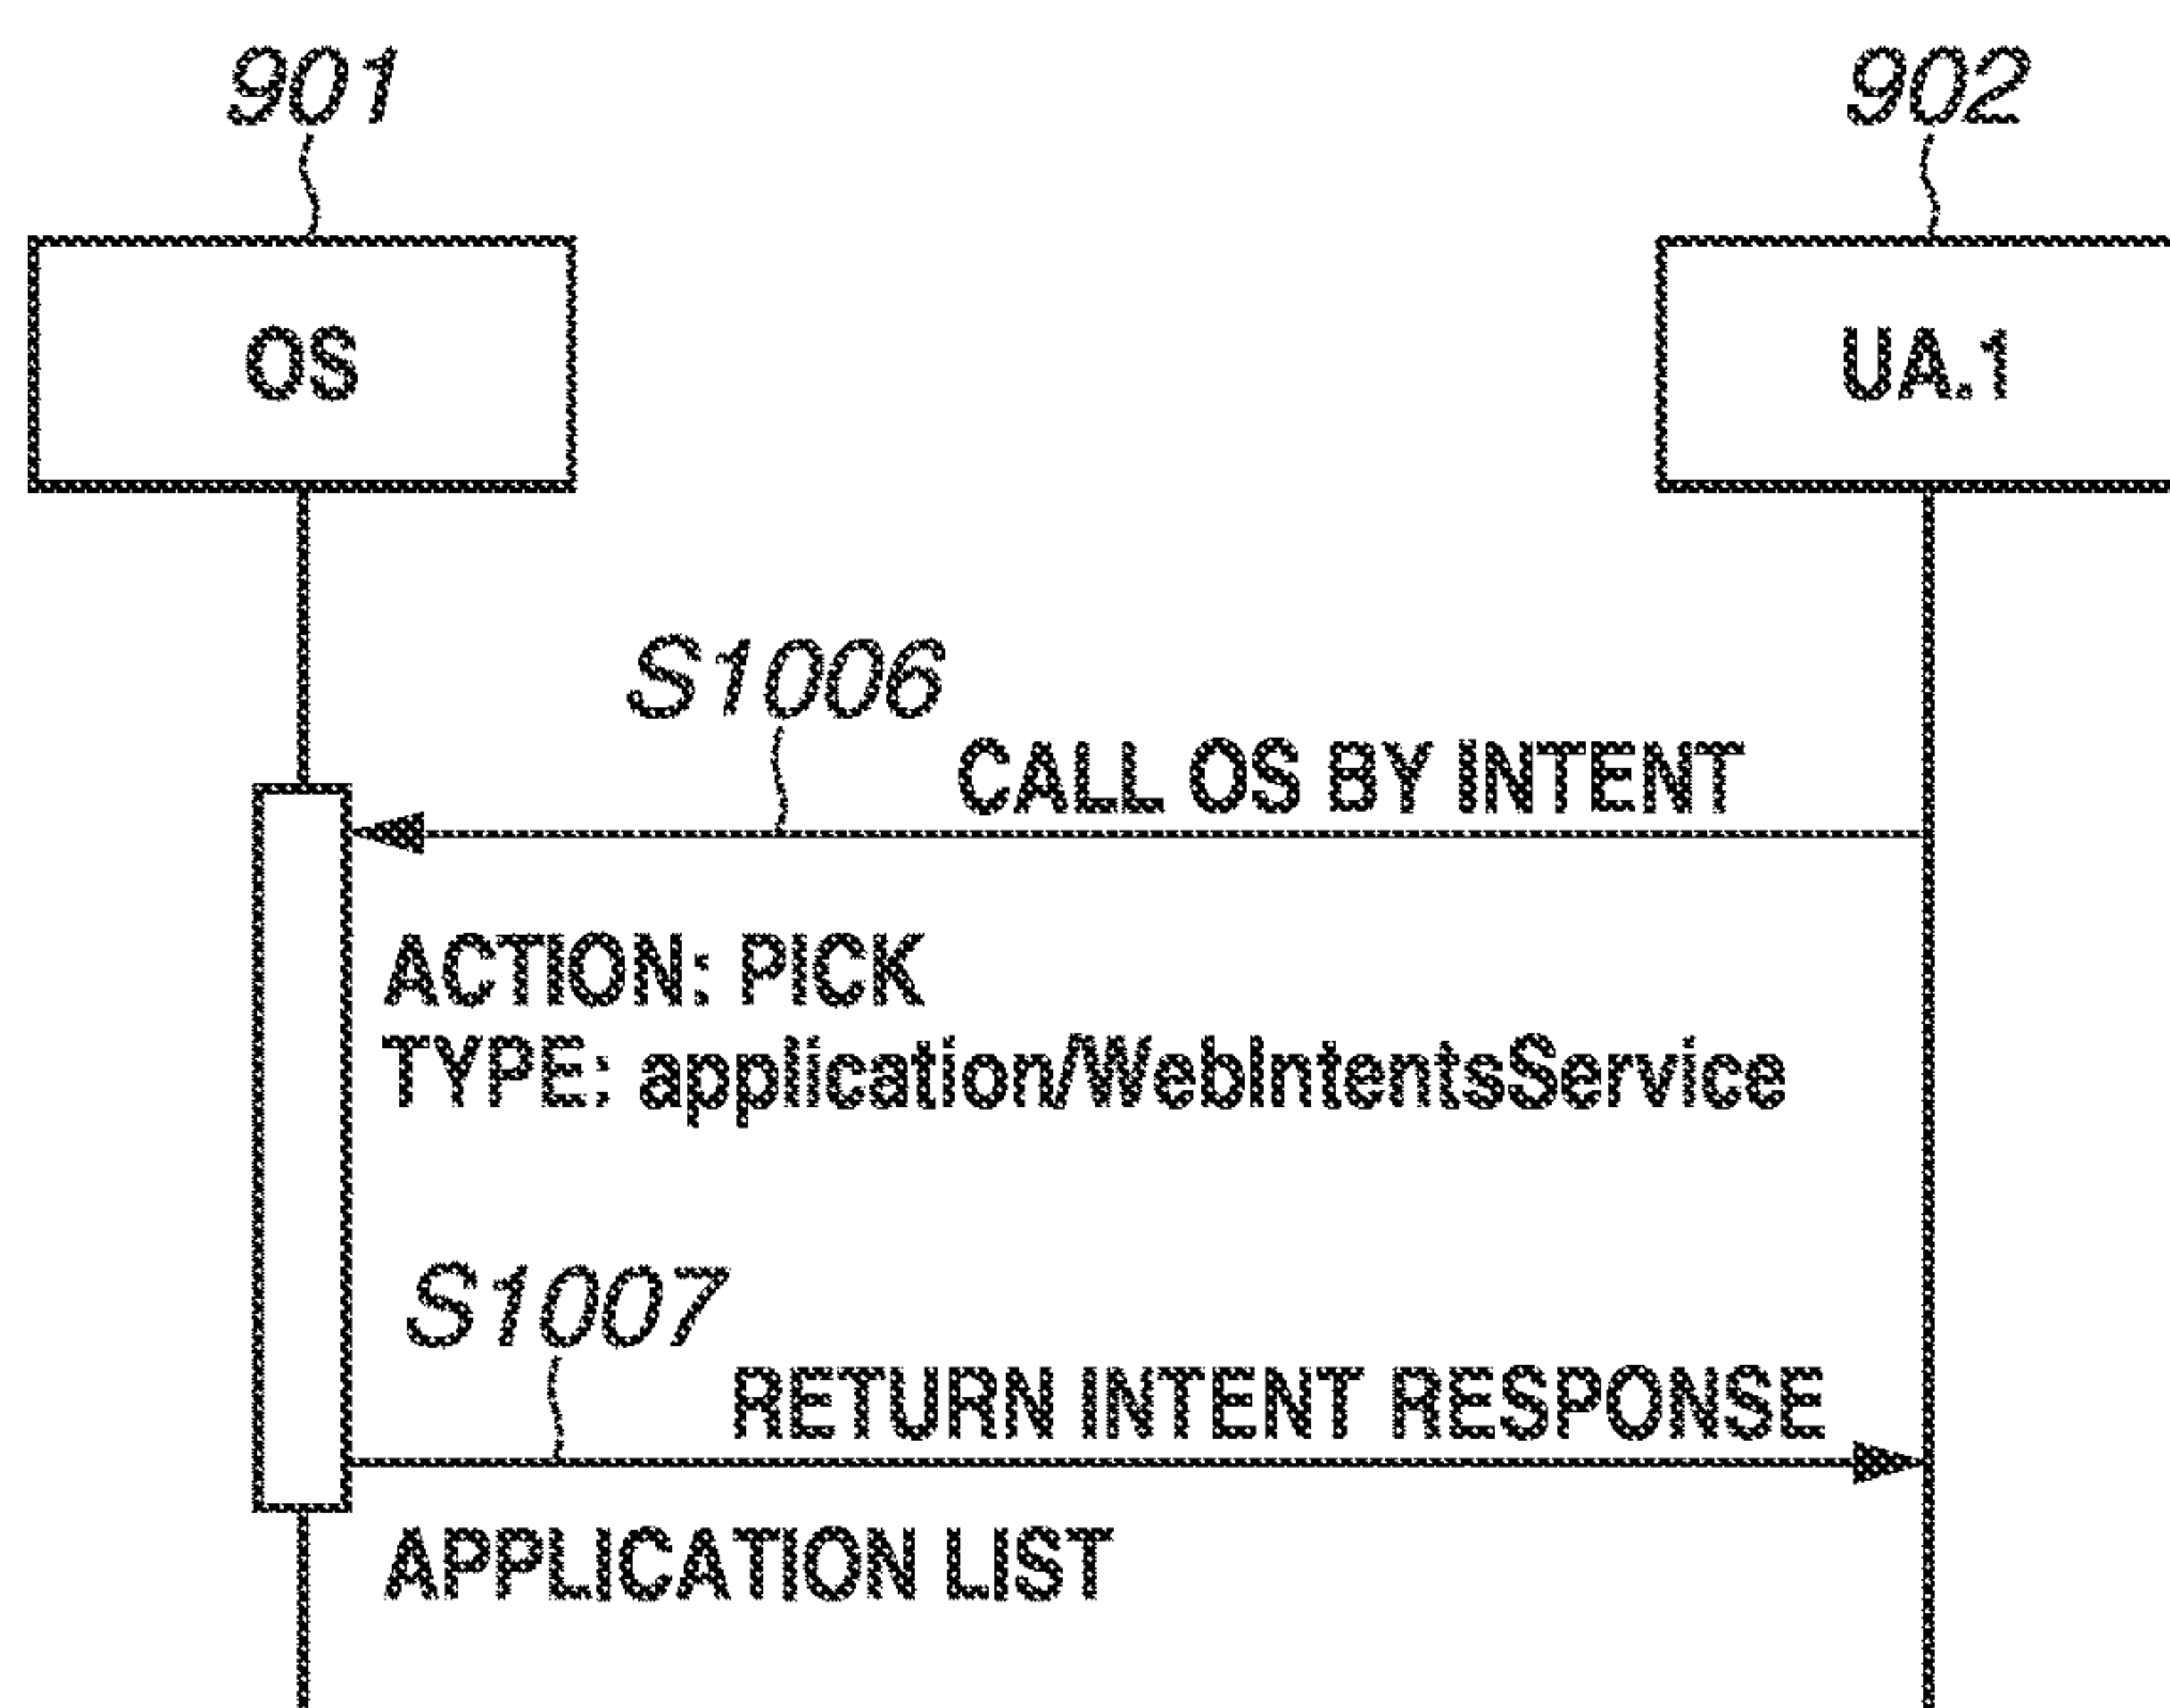 901
902
OS
UA.1
S1006
CALL OS BY INTENT
ACTION: PICK
TYPE: application/WebIntentsService
S1007
RETURN INTENT RESPONSE
APPLICATION LIST